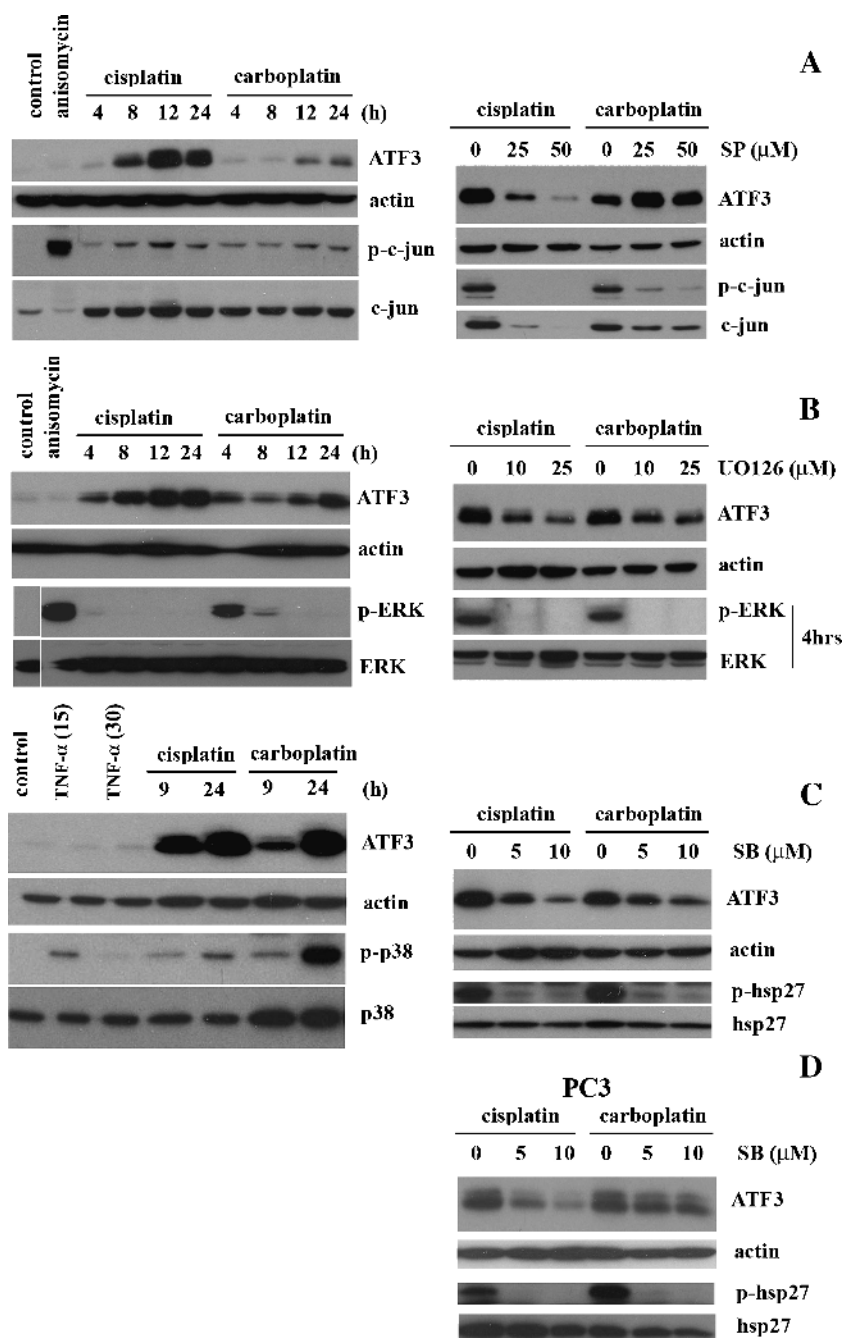 A
control
anisomycin
cisplatin carboplatin
4 8 12 24 4 8 12 24 (h)
ATF3
actin
p-c-jun
c-jun
cisplatin carboplatin
0 25 50 0 25 50 SP (µM)
ATF3
actin
p-c-jun
c-jun
B
control
anisomycin
cisplatin carboplatin
4 8 12 24 4 8 12 24 (h)
ATF3
actin
p-ERK
ERK
cisplatin carboplatin
0 10 25 0 10 25 UO126 (µM)
ATF3
actin
p-ERK
ERK
4hrs
C
control
TNF-α (15)
TNF-α (30)
cisplatin carboplatin
9 24 9 24 (h)
ATF3
actin
p-p38
p38
cisplatin carboplatin
0 5 10 0 5 10 SB (µM)
ATF3
actin
p-hsp27
hsp27
D
PC3
cisplatin carboplatin
0 5 10 0 5 10 SB (µM)
ATF3
actin
p-hsp27
hsp27